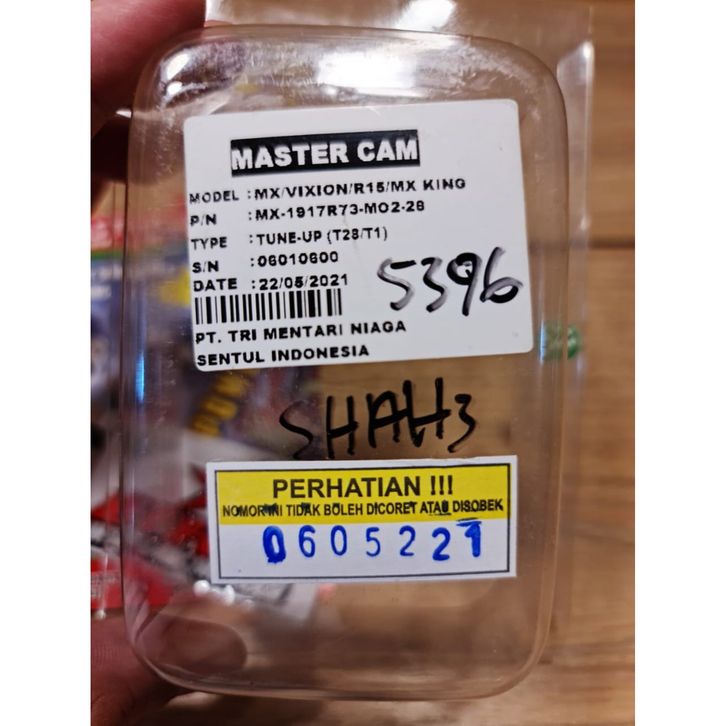 MASTER CAM
MODEL : MX/VIXION/R15/MX KING
P/N : MX-1917R73-MO2-28
TYPE : TUNE-UP (T28/T1)
S/N : 06010600
DATE : 22/05/2021
5396
PT. TRI MENTARI NIAGA
SENTUL INDONESIA
PERHATIAN !!!
NOMOR INI TIDAK BOLEH DICORET ATAU DISOBEK
0605221